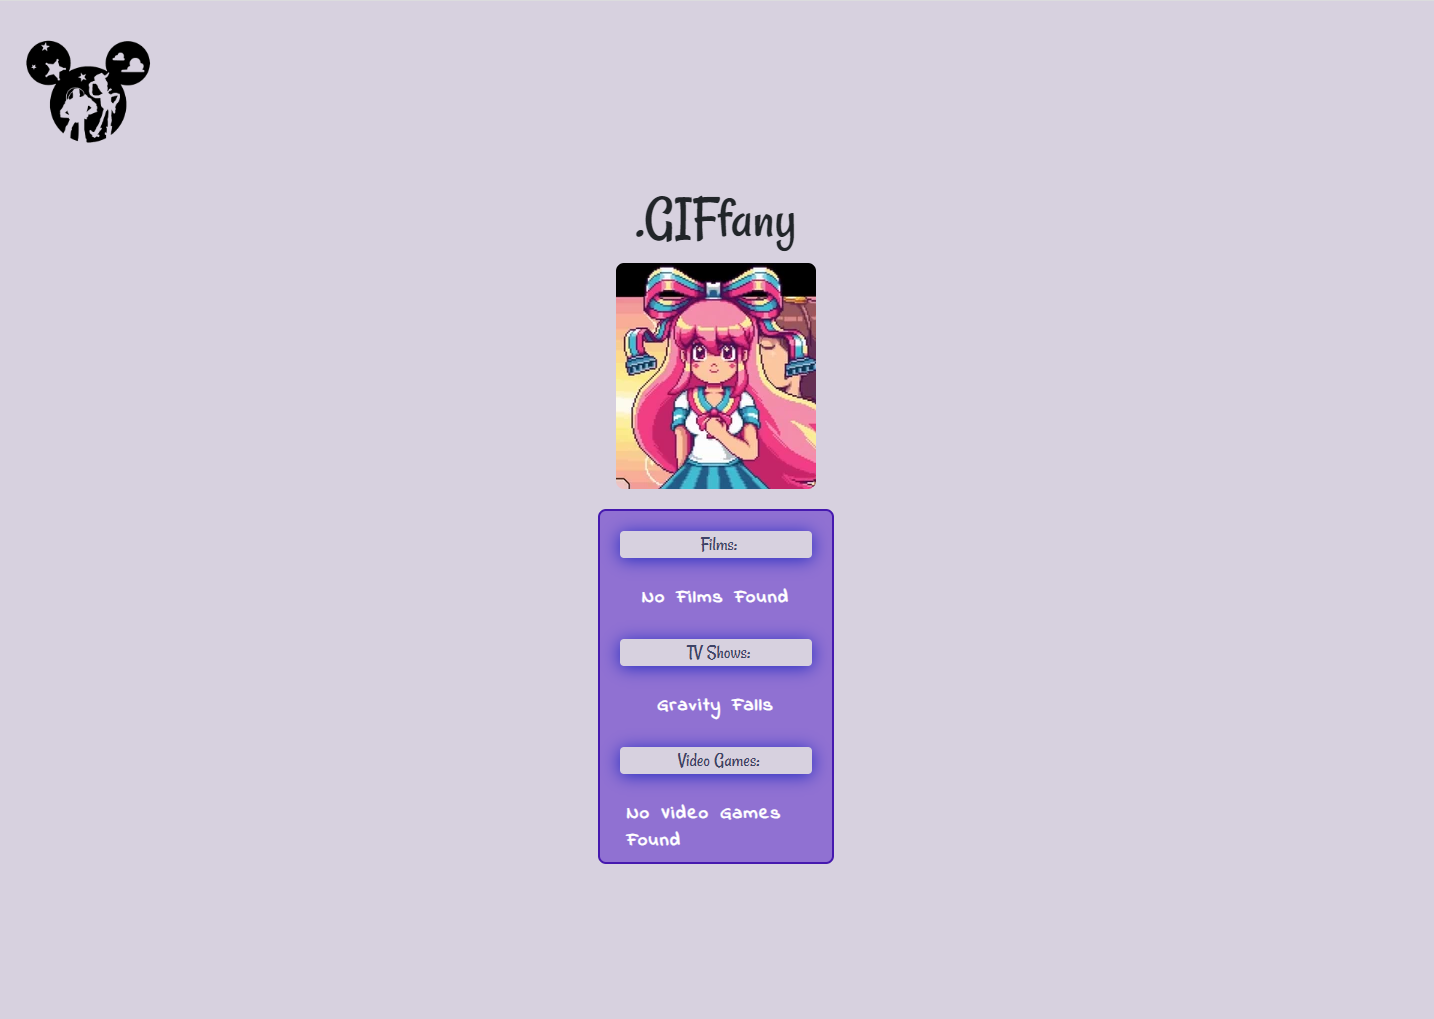 .GIFfany
Films:
No Films Found
TV Shows:
Gravity Falls
Video Games:
No Video Games
Found